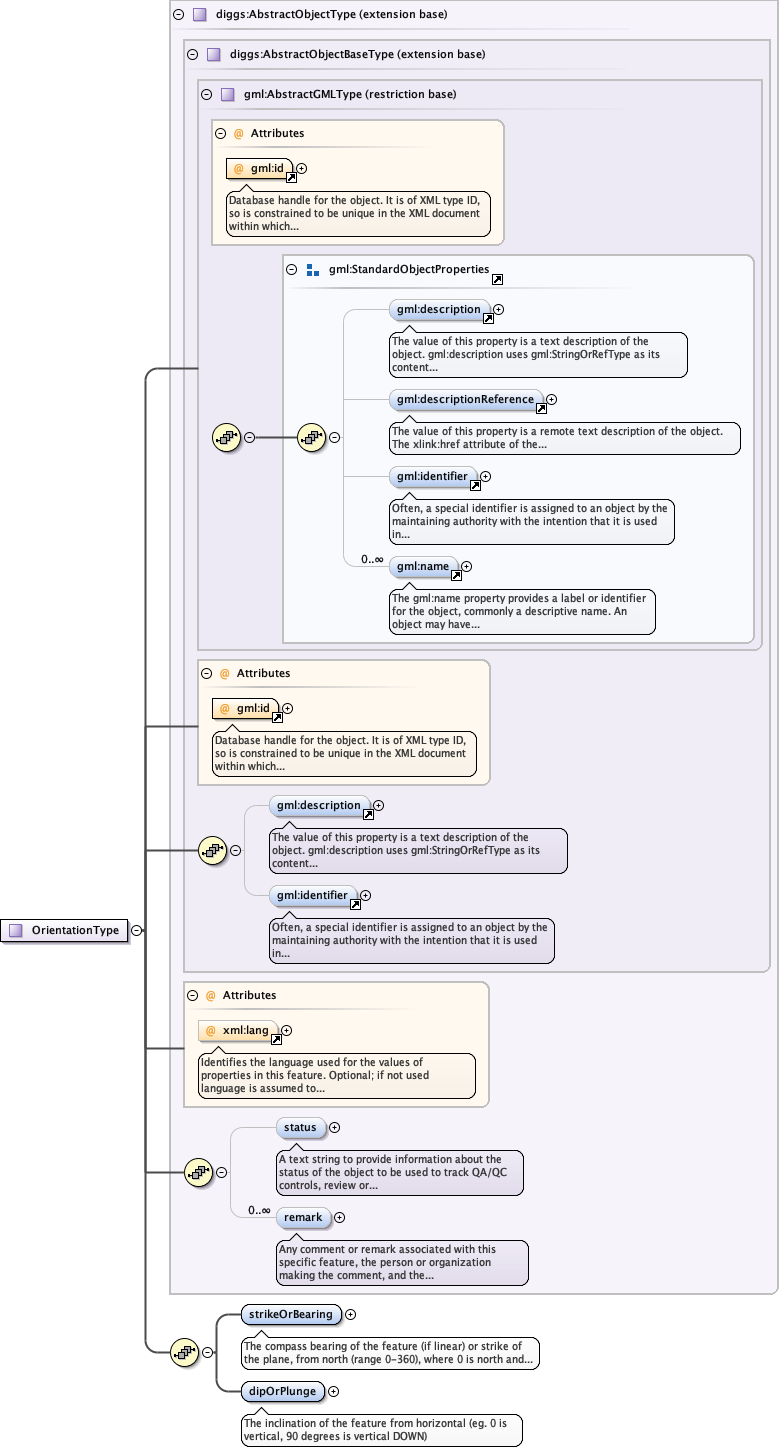 diggs:AbstractObjectType (extension base)
diggs:AbstractObjectBaseType (extension base)
gml:AbstractGMLType (restriction base)
@ Attributes
@ gml:id
Database handle for the object. It is of XML type ID,
so is constrained to be unique in the XML document
within which...
gml:StandardObjectProperties
gml:description
The value of this property is a text description of the
object. gml:description uses gml:StringOrRefType as its
content...
gml:descriptionReference
The value of this property is a remote text description of the object.
The xlink:href attribute of the...
gml:identifier
Often, a special identifier is assigned to an object by the
maintaining authority with the intention that it is used
in...
0..∞
gml:name
The gml:name property provides a label or identifier
for the object, commonly a descriptive name. An
object may have...
@ Attributes
@ gml:id
Database handle for the object. It is of XML type ID,
so is constrained to be unique in the XML document
within which...
gml:description
The value of this property is a text description of the
object. gml:description uses gml:StringOrRefType as its
content...
gml:identifier
Often, a special identifier is assigned to an object by the
maintaining authority with the intention that it is used
in...
OrientationType
@ Attributes
@ xml:lang
Identifies the language used for the values of
properties in this feature. Optional; if not used
language is assumed to...
status
A text string to provide information about the
status of the object to be used to track QA/QC
controls, review or...
0..∞
remark
Any comment or remark associated with this
specific feature, the person or organization
making the comment, and the...
strikeOrBearing
The compass bearing of the feature (if linear) or strike of
the plane, from north (range 0-360), where 0 is north and...
dipOrPlunge
The inclination of the feature from horizontal (eg. 0 is
vertical, 90 degrees is vertical DOWN)